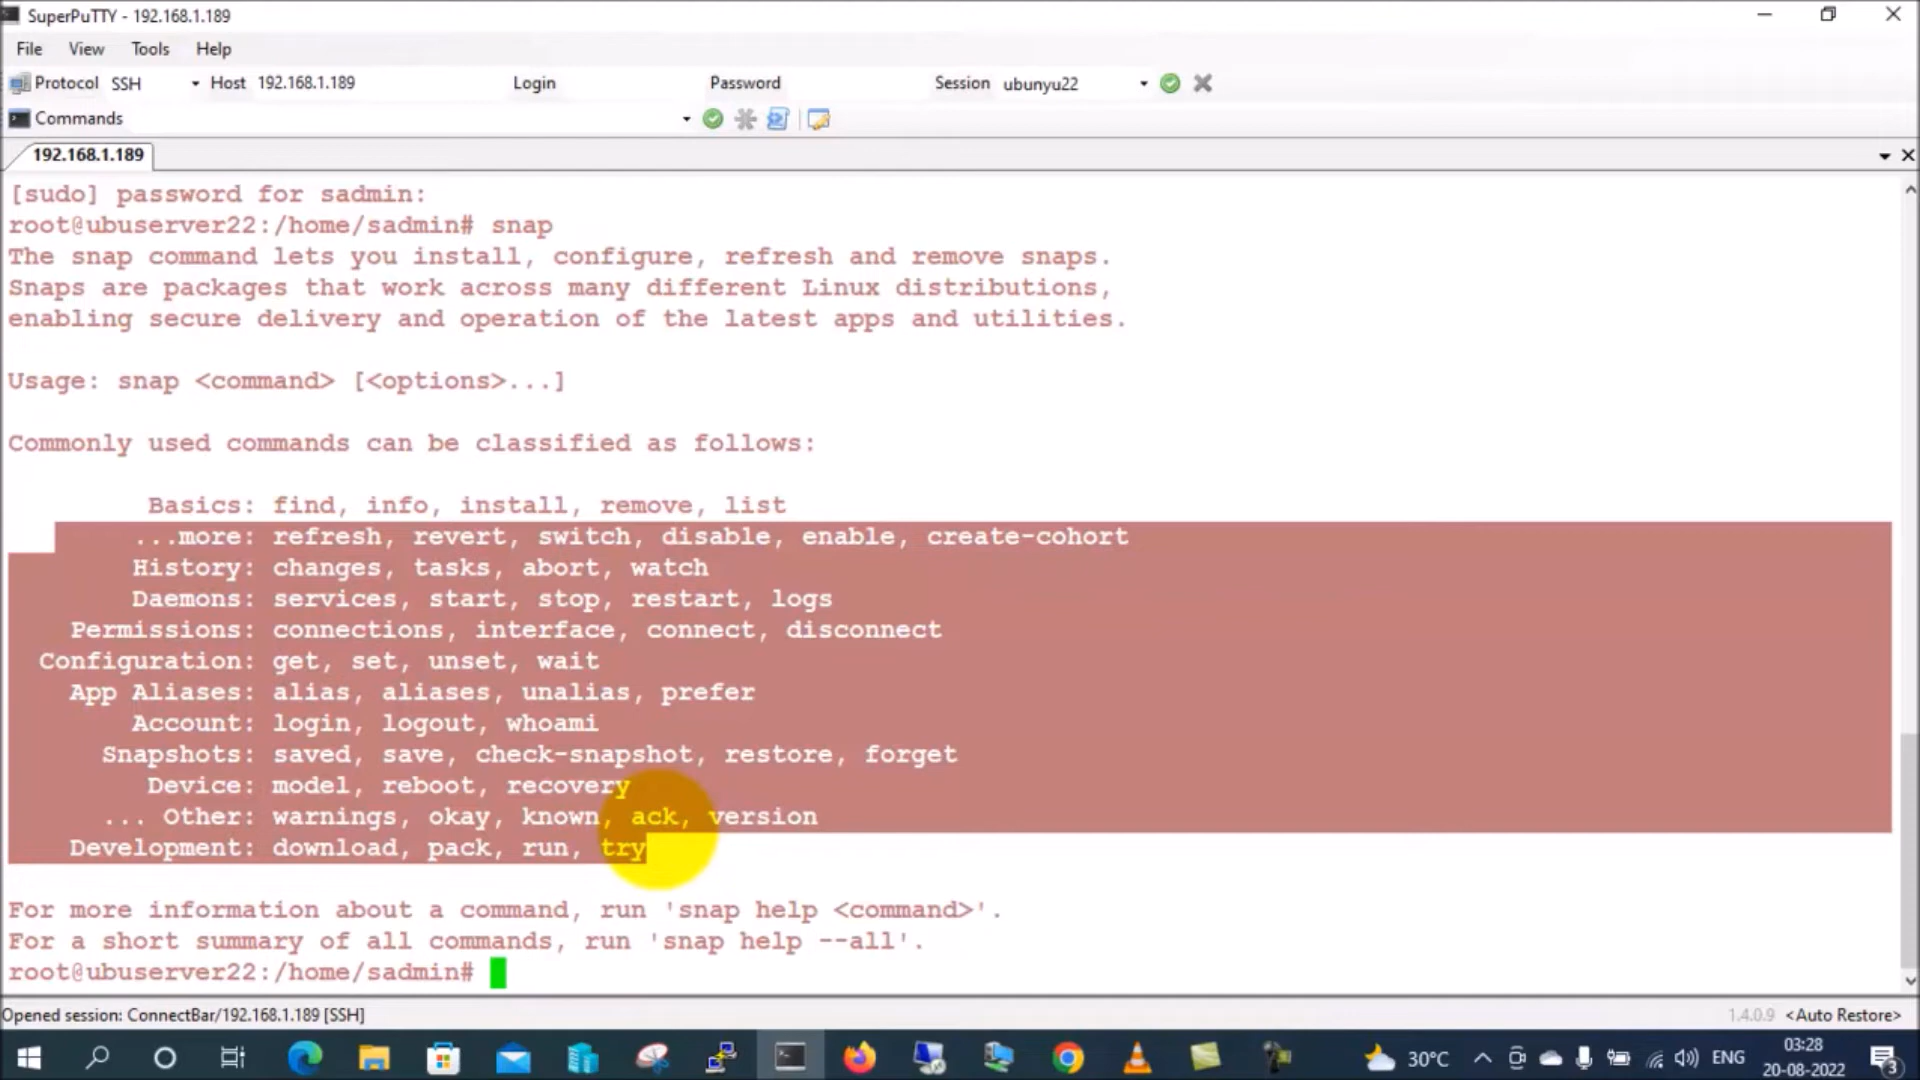 SuperPuTTY - 192.168.1.189
File View Tools Help
Protocol SSH Host 192.168.1.189 Login Password Session ubunyu22
Commands
192.168.1.189
[sudo] password for sadmin:
root@ubuserver22:/home/sadmin# snap
The snap command lets you install, configure, refresh and remove snaps.
Snaps are packages that work across many different Linux distributions,
enabling secure delivery and operation of the latest apps and utilities.
Usage: snap <command> [<options>...]
Commonly used commands can be classified as follows:
Basics: find, info, install, remove, list
...more: refresh, revert, switch, disable, enable, create-cohort
History: changes, tasks, abort, watch
Daemons: services, start, stop, restart, logs
Permissions: connections, interface, connect, disconnect
Configuration: get, set, unset, wait
App Aliases: alias, aliases, unalias, prefer
Account: login, logout, whoami
Snapshots: saved, save, check-snapshot, restore, forget
Device: model, reboot, recovery
... Other: warnings, okay, known, ack, version
Development: download, pack, run, try
For more information about a command, run 'snap help <command>'.
For a short summary of all commands, run 'snap help --all'.
root@ubuserver22:/home/sadmin#
Opened session: ConnectBar/192.168.1.189 [SSH] 1.4.0.9 <Auto Restore>
30°C ENG 03:28
20-08-2022 3